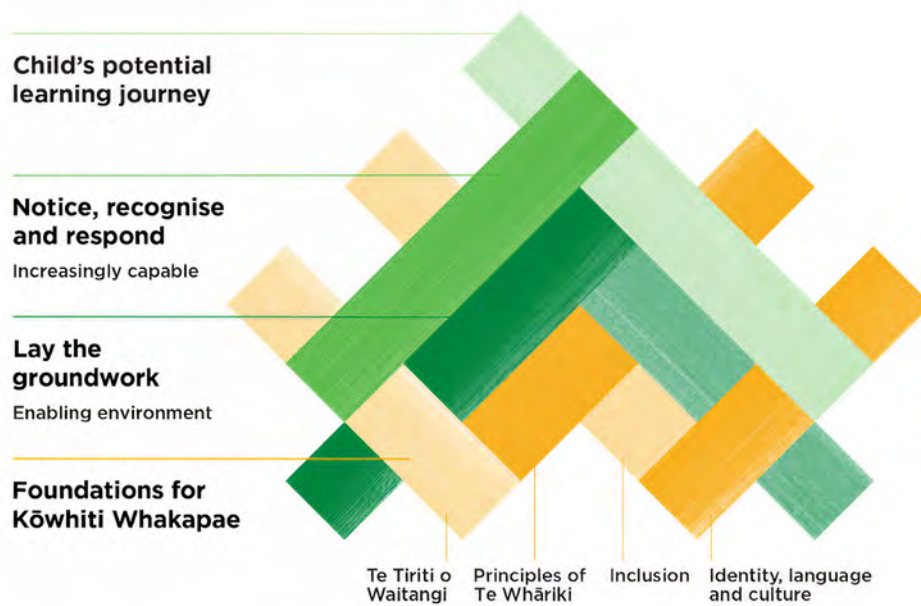 Child's potential
learning journey
Notice, recognise
and respond
Increasingly capable
Lay the
groundwork
Enabling environment
Foundations for
Kōwhiti Whakapae
Te Tiriti o
Waitangi
Principles of
Te Whāriki
Inclusion
Identity, language
and culture